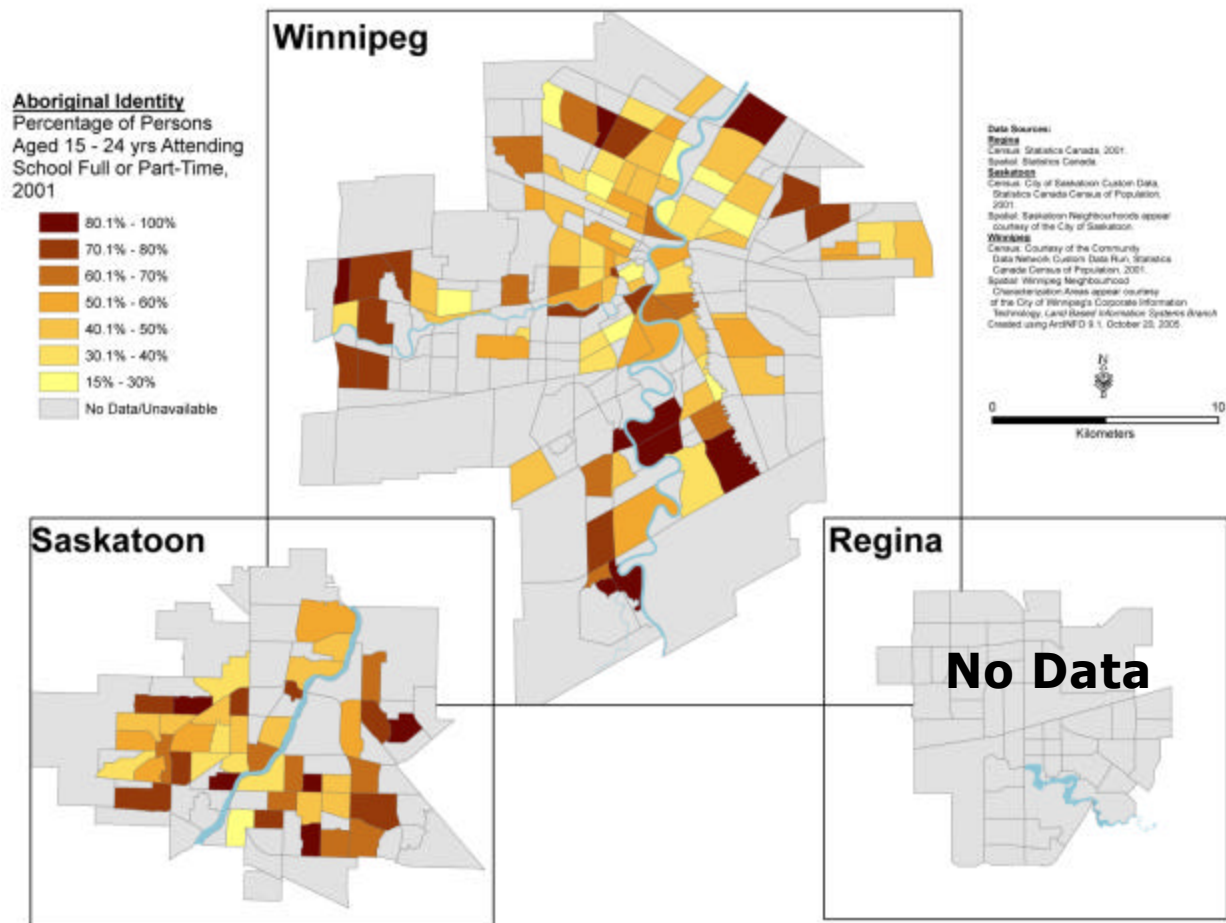 Winnipeg
Aboriginal Identity
Percentage of Persons
Aged 15 - 24 yrs Attending
School Full or Part-Time,
2001
80.1% - 100%
70.1% - 80%
60.1% - 70%
50.1% - 60%
40.1% - 50%
30.1% - 40%
15% - 30%
No Data/Unavailable
Data Sources:
Regina
Census: Statistics Canada, 2001.
Spatial: Statistics Canada.
Saskatoon
Census: City of Saskatoon Custom Data,
Statistics Canada Census of Population,
2001.
Spatial: Saskatoon Neighbourhoods appear
courtesy of the City of Saskatoon.
Winnipeg
Census: Courtesy of the Community
Data Network Custom Data Run, Statistics
Canada Census of Population, 2001.
Spatial: Winnipeg Neighbourhood
Characterization Areas appear courtesy
of the City of Winnipeg's Corporate Information
Technology, Land Based Information Systems Branch
Created using ArcINFO 9.1, October 20, 2005
0 10
Kilometers
Saskatoon
Regina
No Data